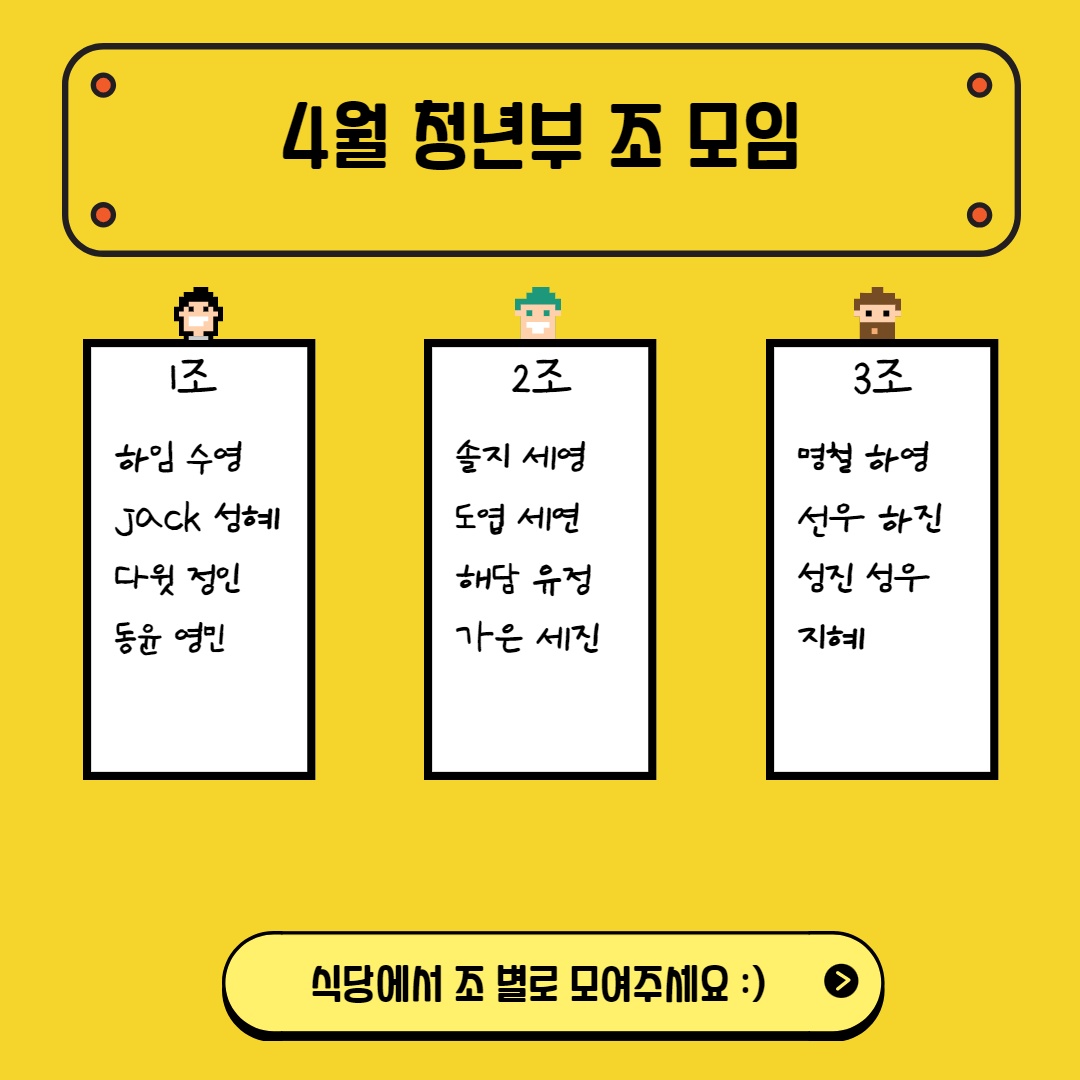 4월 청년부 조 모임
1조
하임 수영
jack 성혜
다윗 정인
동윤 영민
2조
솔지 세영
도엽 세연
해담 유정
가은 세진
3조
명철 하영
선우 하진
성진 성우
지혜
식당에서 조 별로 모여주세요 :)